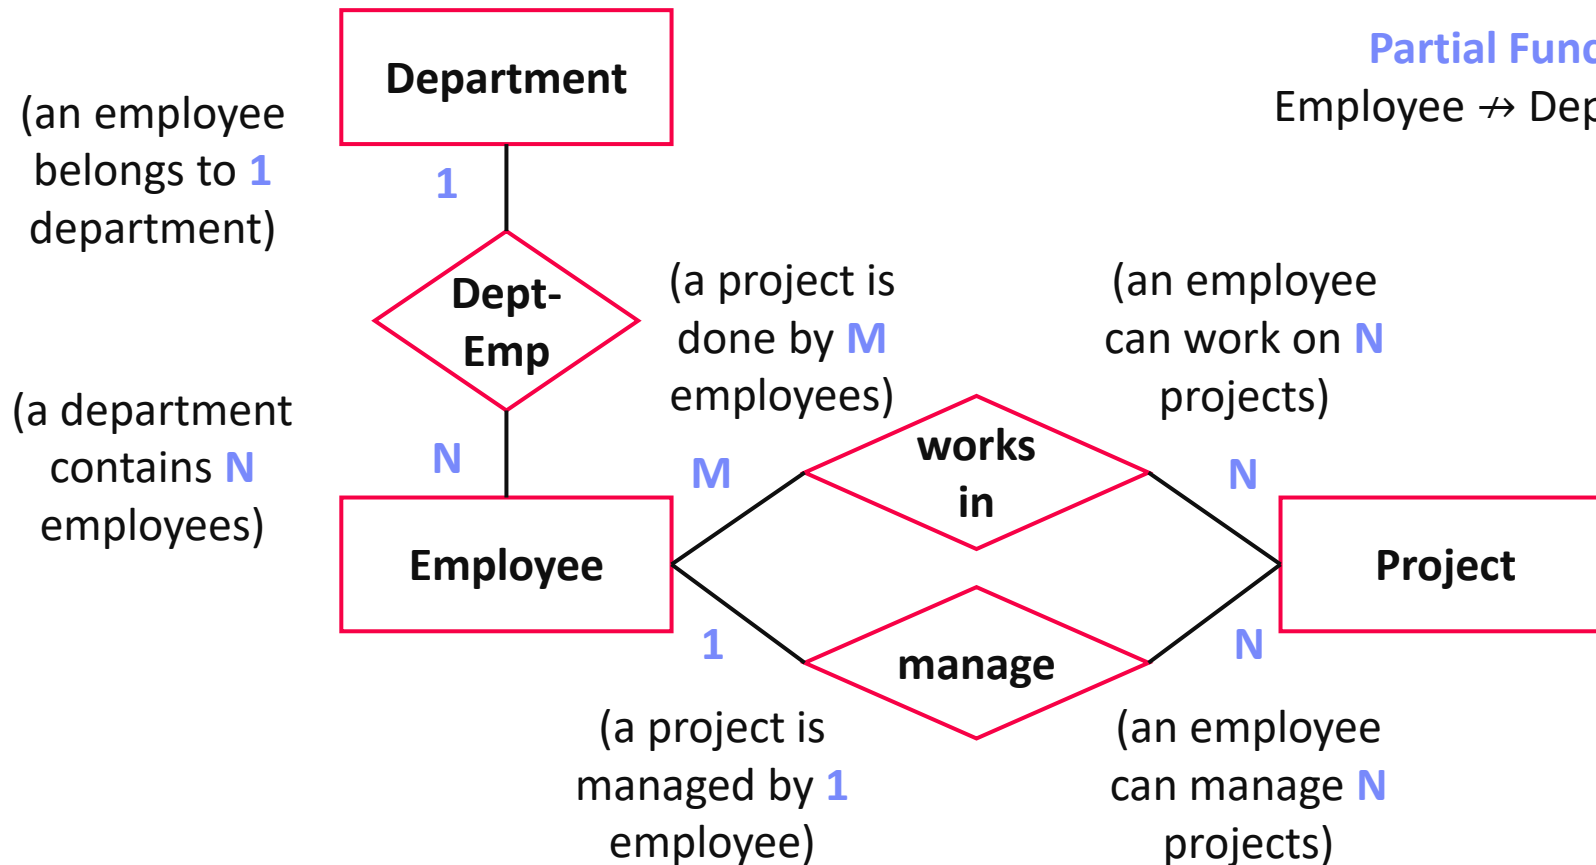 Department
Partial Func
Employee ↛ Dep
(an employee
belongs to 1
department)
1
Dept-
Emp
(a project is
done by M
employees)
(an employee
can work on N
projects)
(a department
contains N
employees)
N
M
works
in
N
Employee
Project
1
manage
N
(a project is
managed by 1
employee)
(an employee
can manage N
projects)